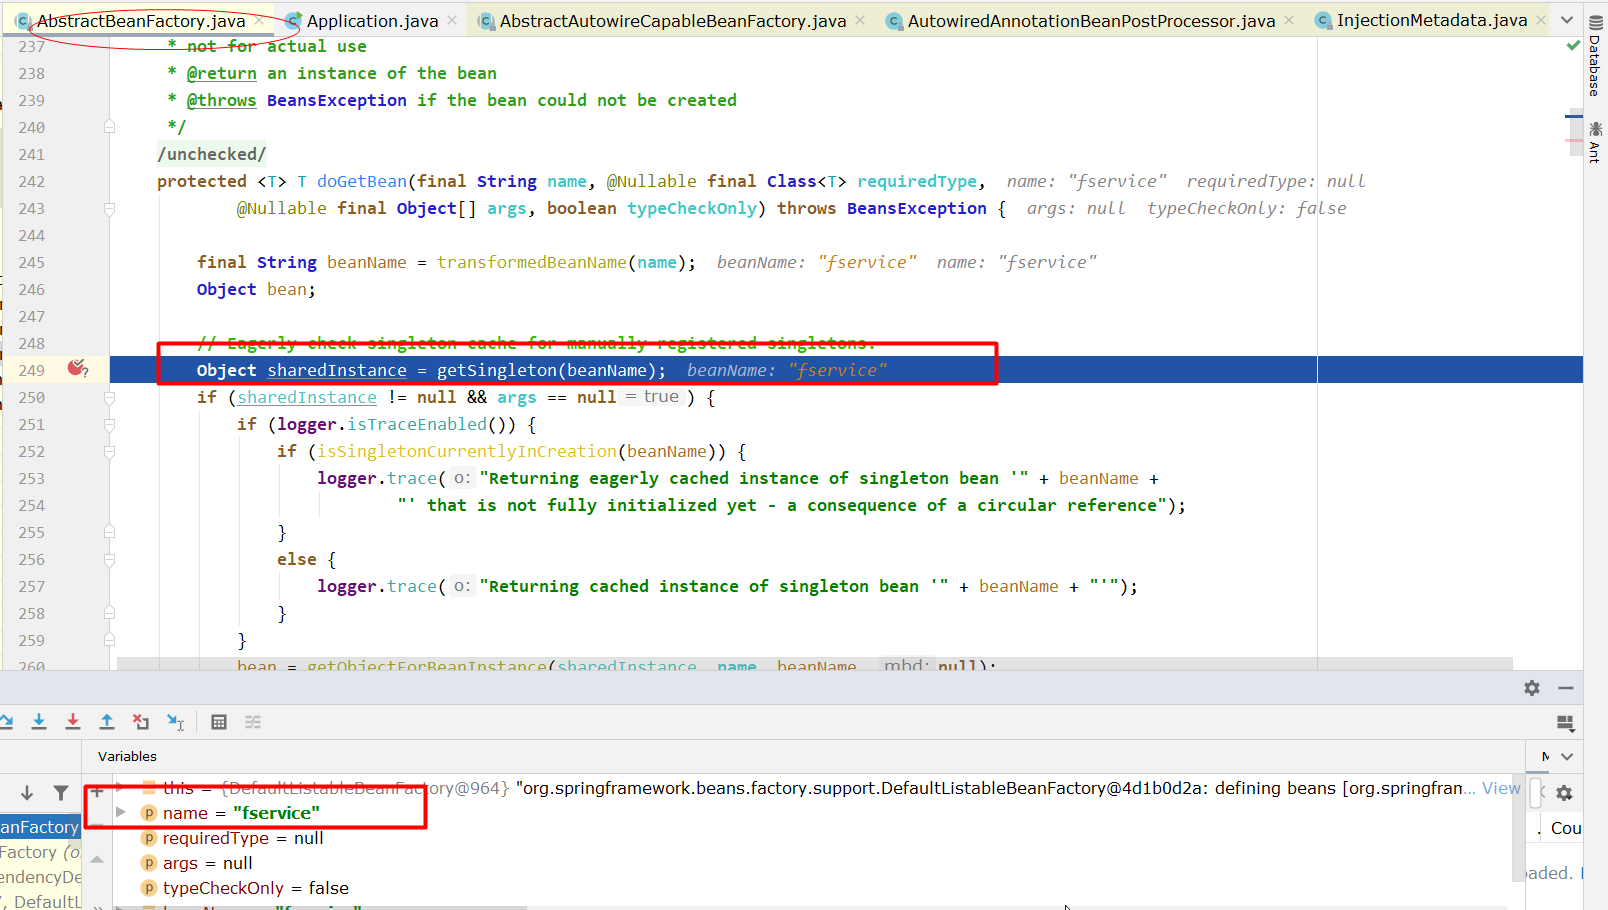 AbstractBeanFactory.java Application.java AbstractAutowireCapableBeanFactory.java AutowiredAnnotationBeanPostProcessor.java InjectionMetadata.java
Database
Ant
237 * not for actual use
238 * @return an instance of the bean
239 * @throws BeansException if the bean could not be created
240 */
241 /unchecked/
242 protected <T> T doGetBean(final String name, @Nullable final Class<T> requiredType, name: "fservice" requiredType: null
243 @Nullable final Object[] args, boolean typeCheckOnly) throws BeansException { args: null typeCheckOnly: false
244
245 final String beanName = transformedBeanName(name); beanName: "fservice" name: "fservice"
246 Object bean;
247
248 // Eagerly check singleton cache for manually registered singletons.
249 Object sharedInstance = getSingleton(beanName); beanName: "fservice"
250 if (sharedInstance != null && args == null = true ) {
251 if (logger.isTraceEnabled()) {
252 if (isSingletonCurrentlyInCreation(beanName)) {
253 logger.trace( o: "Returning eagerly cached instance of singleton bean '" + beanName +
254 "' that is not fully initialized yet - a consequence of a circular reference");
255 }
256 else {
257 logger.trace( o: "Returning cached instance of singleton bean '" + beanName + "'");
258 }
259 }
260 bean = getObjectForBeanInstance(sharedInstance, name, beanName, mbd: null);
Variables
this = {DefaultListableBeanFactory@964} "org.springframework.beans.factory.support.DefaultListableBeanFactory@4d1b0d2a: defining beans [org.springfram... View
name = "fservice"
requiredType = null
args = null
typeCheckOnly = false
anFactory
Factory (o
endencyDe
', DefaultL
Cou
oaded.